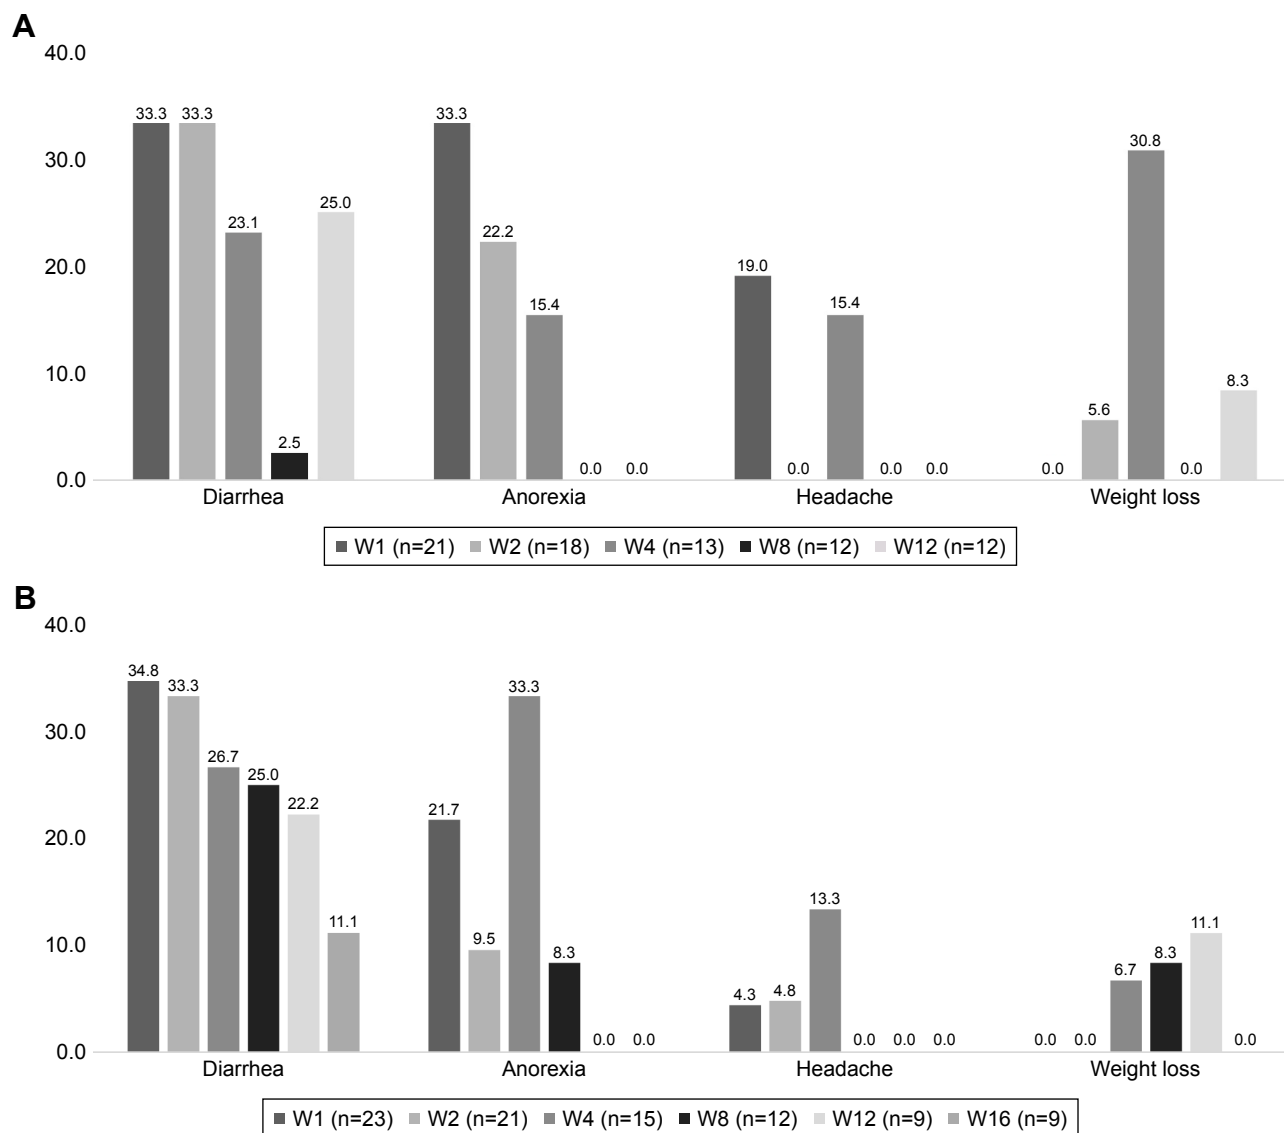 A
40.0
33.3 33.3 33.3
30.8
30.0
25.0
23.1
22.2
20.0
19.0
15.4 15.4
10.0
8.3
5.6
2.5
0.0 0.0 0.0 0.0 0.0 0.0 0.0
0.0
Diarrhea Anorexia Headache Weight loss
W1 (n=21) W2 (n=18) W4 (n=13) W8 (n=12) W12 (n=12)
B
40.0
34.8 33.3 33.3
30.0
26.7
25.0
22.2
21.7
20.0
13.3
11.1 11.1
10.0
9.5 8.3 8.3
6.7
4.3 4.8
0.0 0.0 0.0 0.0 0.0 0.0 0.0 0.0
0.0
Diarrhea Anorexia Headache Weight loss
W1 (n=23) W2 (n=21) W4 (n=15) W8 (n=12) W12 (n=9) W16 (n=9)